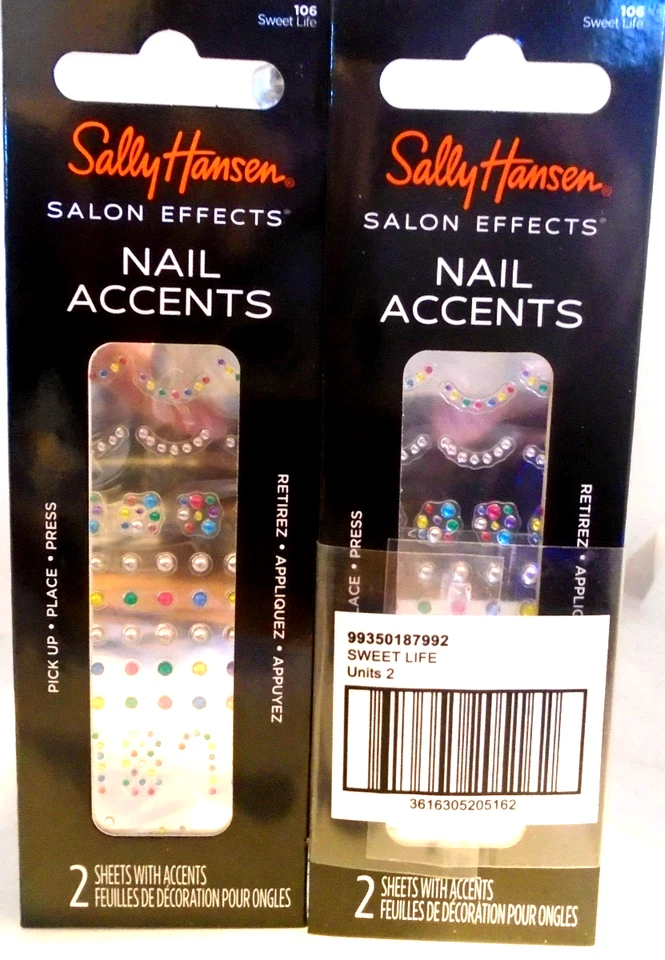 106
Sweet Life
Sally Hansen®
SALON EFFECTS®
NAIL
ACCENTS
PICK UP • PLACE • PRESS
RETIREZ • APPLIQUEZ • APPUYEZ
2 SHEETS WITH ACCENTS
FEUILLES DE DÉCORATION POUR ONGLES
106
Sweet Life
Sally Hansen®
SALON EFFECTS®
NAIL
ACCENTS
LACE • PRESS
RETIREZ • APPLIC
99350187992
SWEET LIFE
Units 2
3616305205162
2 SHEETS WITH ACCENTS
FEUILLES DE DÉCORATION POUR ONGLES